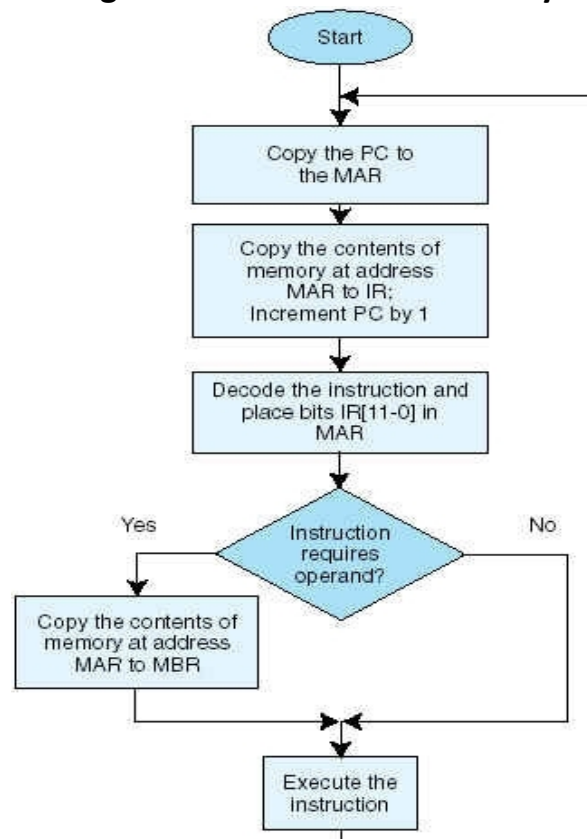 Start
Copy the PC to
the MAR
Copy the contents of
memory at address
MAR to IR;
Increment PC by 1
Decode the instruction and
place bits IR[11-0] in
MAR
Yes
Instruction
requires
operand?
No
Copy the contents of
memory at address
MAR to MBR
Execute the
instruction